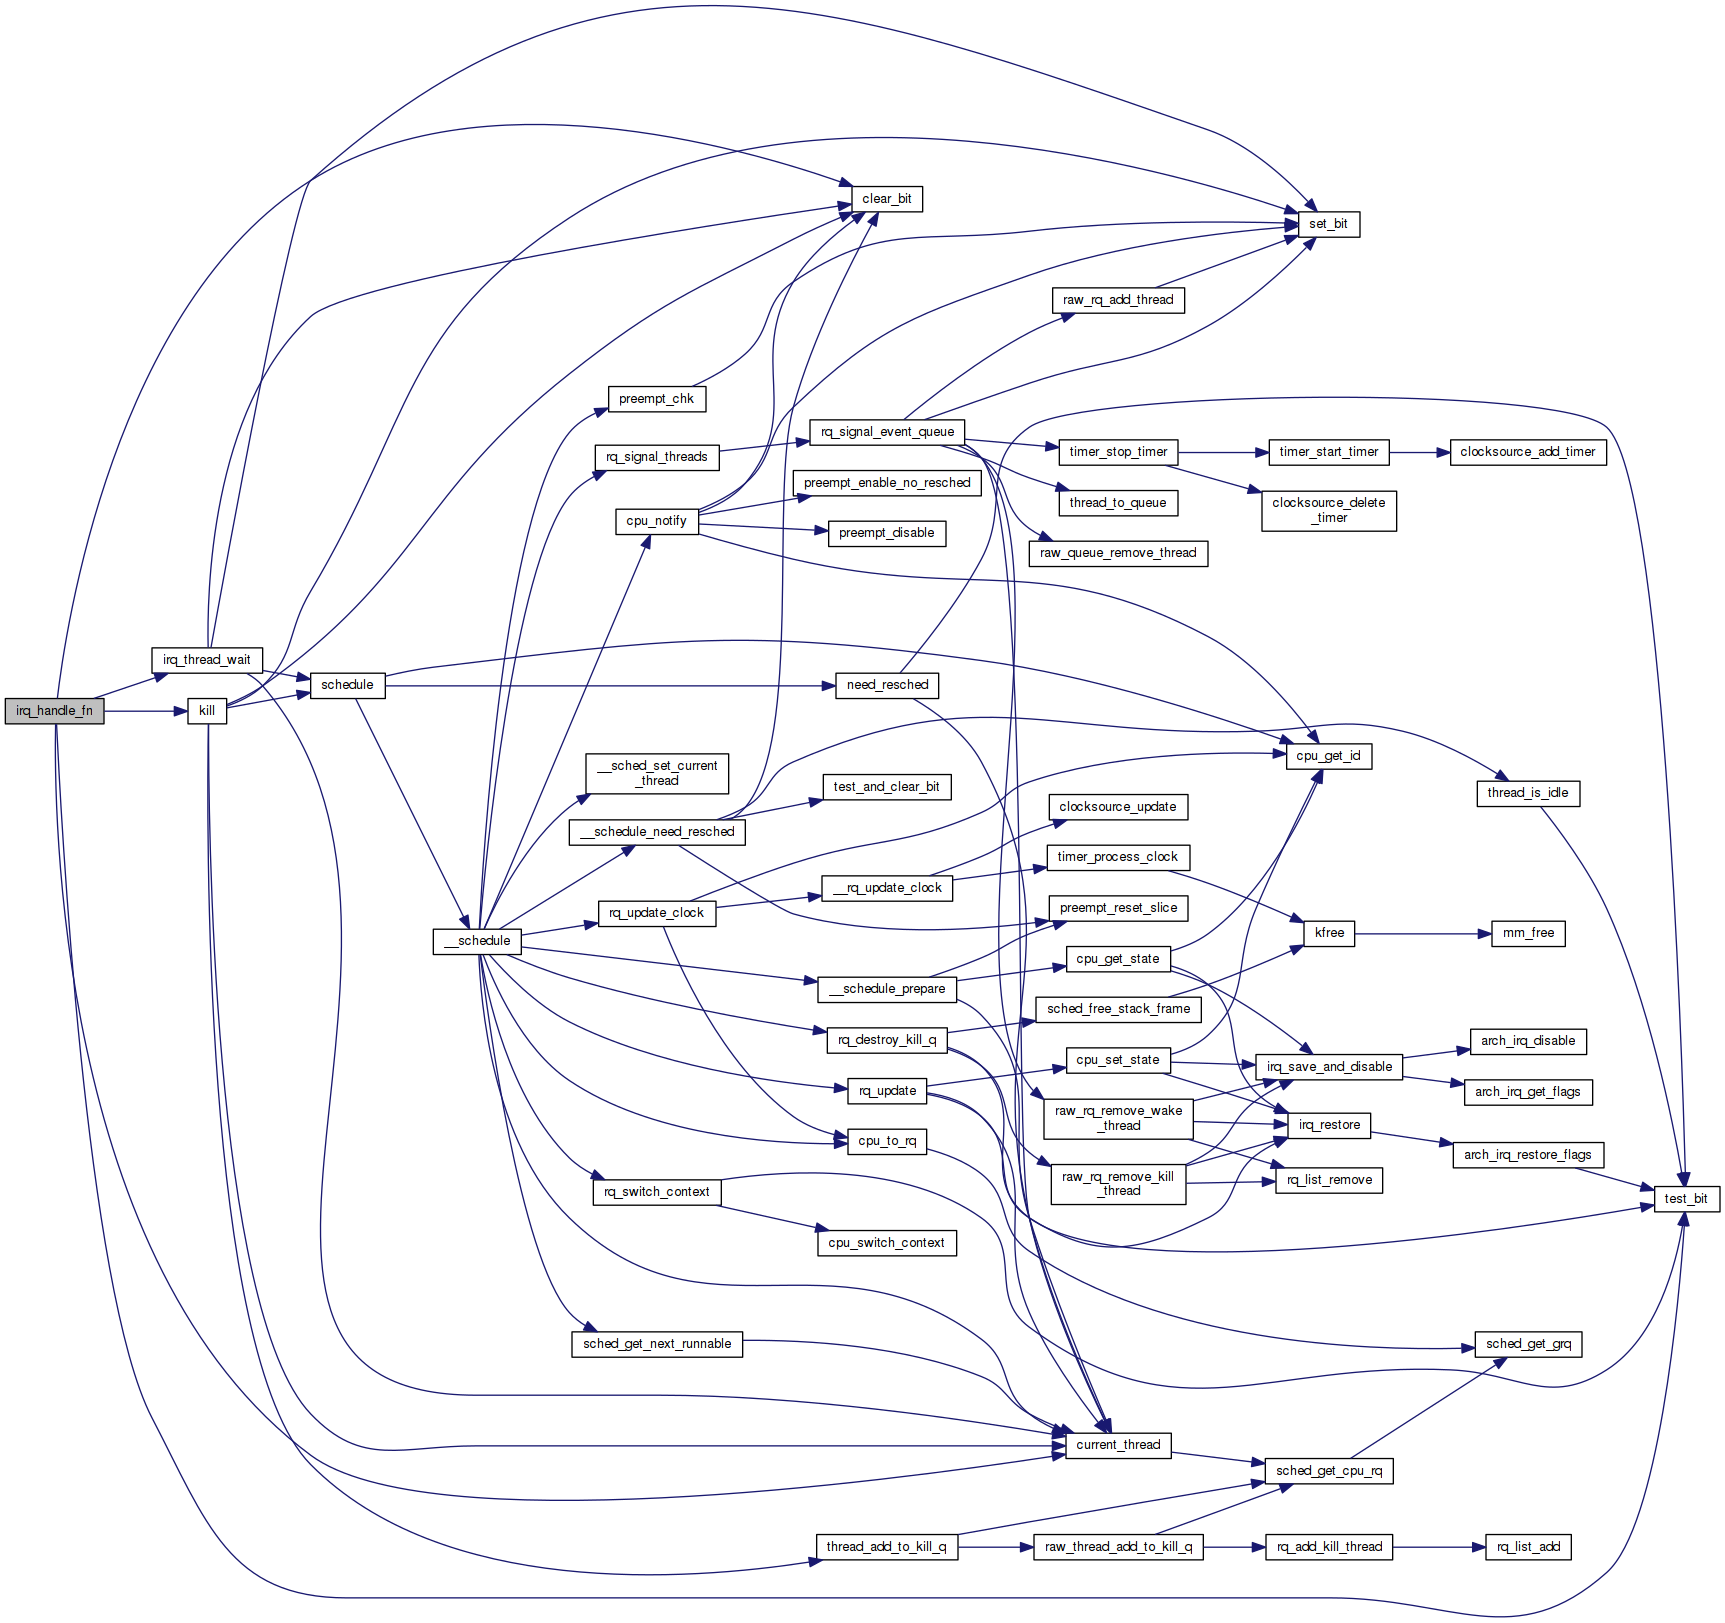 clear_bit
set_bit
raw_rq_add_thread
preempt_chk
rq_signal_event_queue
rq_signal_threads
timer_stop_timer
timer_start_timer
clocksource_add_timer
preempt_enable_no_resched
thread_to_queue
clocksource_delete
_timer
cpu_notify
preempt_disable
raw_queue_remove_thread
irq_thread_wait
schedule
need_resched
irq_handle_fn
kill
cpu_get_id
__sched_set_current
_thread
test_and_clear_bit
thread_is_idle
clocksource_update
__schedule_need_resched
timer_process_clock
__rq_update_clock
rq_update_clock
preempt_reset_slice
__schedule
kfree
mm_free
cpu_get_state
__schedule_prepare
sched_free_stack_frame
rq_destroy_kill_q
arch_irq_disable
cpu_set_state
irq_save_and_disable
rq_update
arch_irq_get_flags
raw_rq_remove_wake
_thread
irq_restore
cpu_to_rq
arch_irq_restore_flags
raw_rq_remove_kill
_thread
rq_list_remove
rq_switch_context
test_bit
cpu_switch_context
sched_get_next_runnable
sched_get_grq
current_thread
sched_get_cpu_rq
thread_add_to_kill_q
raw_thread_add_to_kill_q
rq_add_kill_thread
rq_list_add